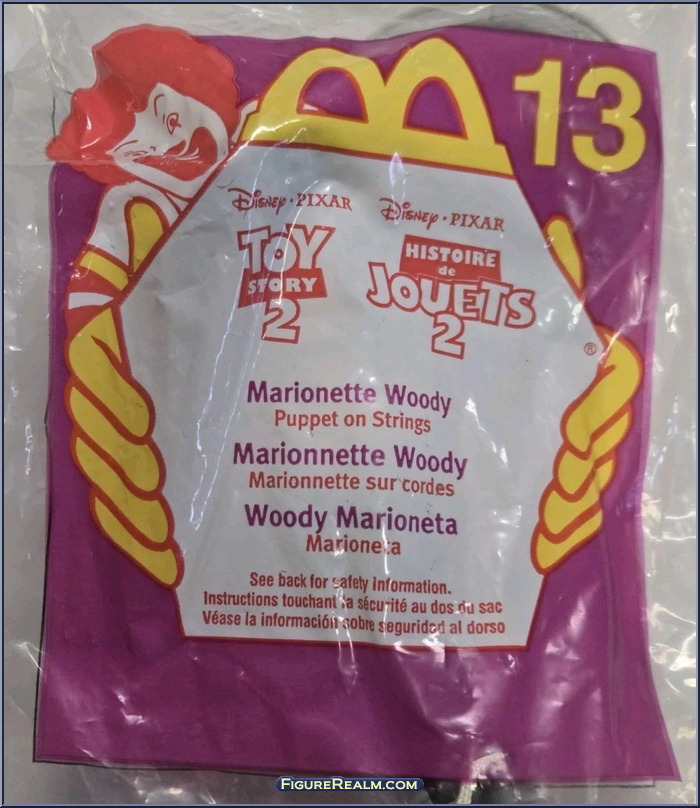 13
Disney · PIXAR
TOY
STORY
2
Disney · PIXAR
HISTOIRE
de
JOUETS
2
®
Marionette Woody
Puppet on Strings
Marionnette Woody
Marionnette sur cordes
Woody Marioneta
Marioneta
See back for safety information.
Instructions touchant la sécurité au dos du sac
Véase la información sobre seguridad al dorso
FIGUREREALM.COM